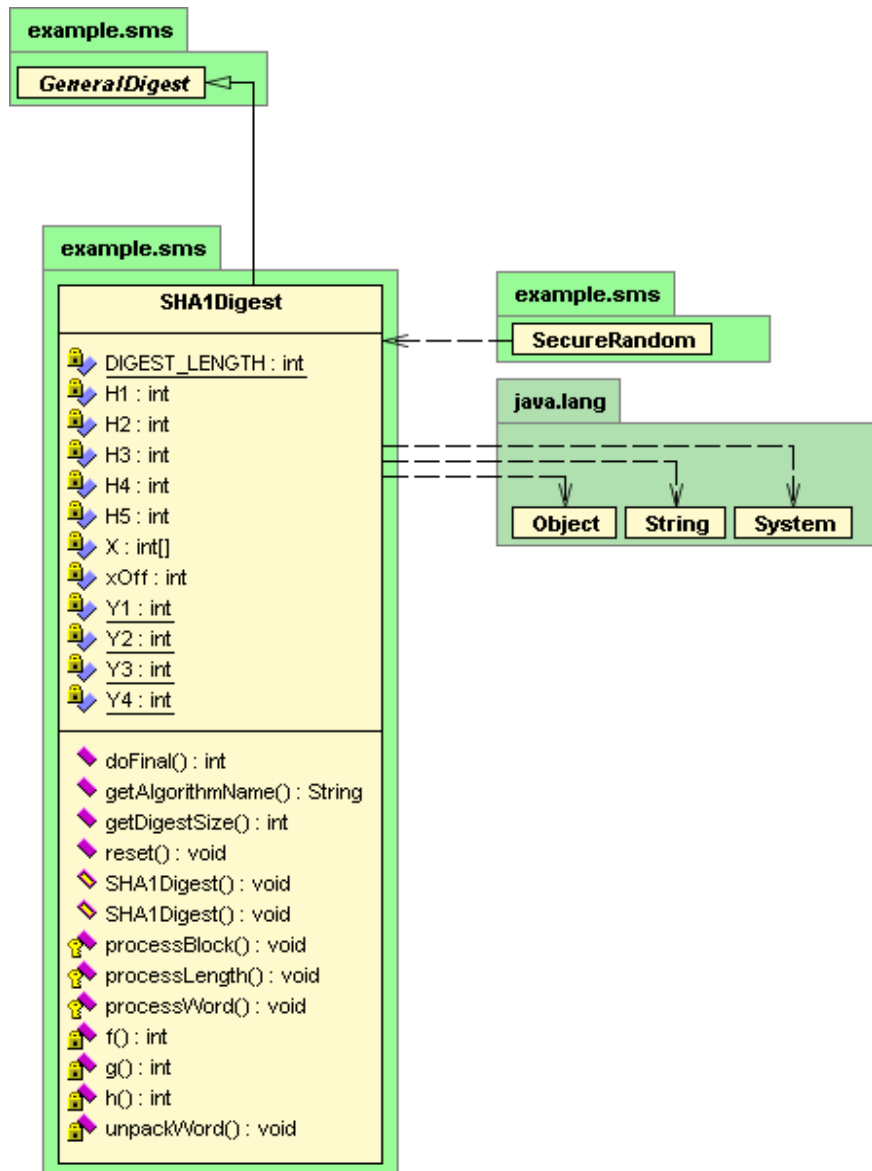 example.sms
GeneralDigest
example.sms
SHA1Digest
DIGEST_LENGTH : int
H1 : int
H2 : int
H3 : int
H4 : int
H5 : int
X : int[]
xOff : int
Y1 : int
Y2 : int
Y3 : int
Y4 : int
doFinal() : int
getAlgorithmName() : String
getDigestSize() : int
reset() : void
SHA1Digest() : void
SHA1Digest() : void
processBlock() : void
processLength() : void
processWord() : void
f() : int
g() : int
h() : int
unpackWord() : void
example.sms
SecureRandom
java.lang
Object String System